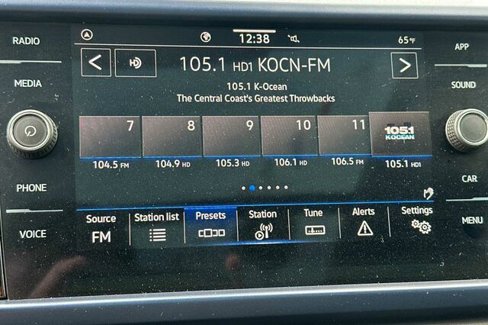 RADIO
MEDIA
PHONE
VOICE
12:38
65°F
105.1 HD1 KOCN-FM
105.1 K-Ocean
The Central Coast's Greatest Throwbacks
7 8 9 10 11
105.1 KOCEAN
104.5 FM 104.9 HD 105.3 HD 106.1 HD 106.5 FM 105.1 HD1
Source Station list Presets Station Tune Alerts Settings
FM
APP
SOUND
CAR
MENU